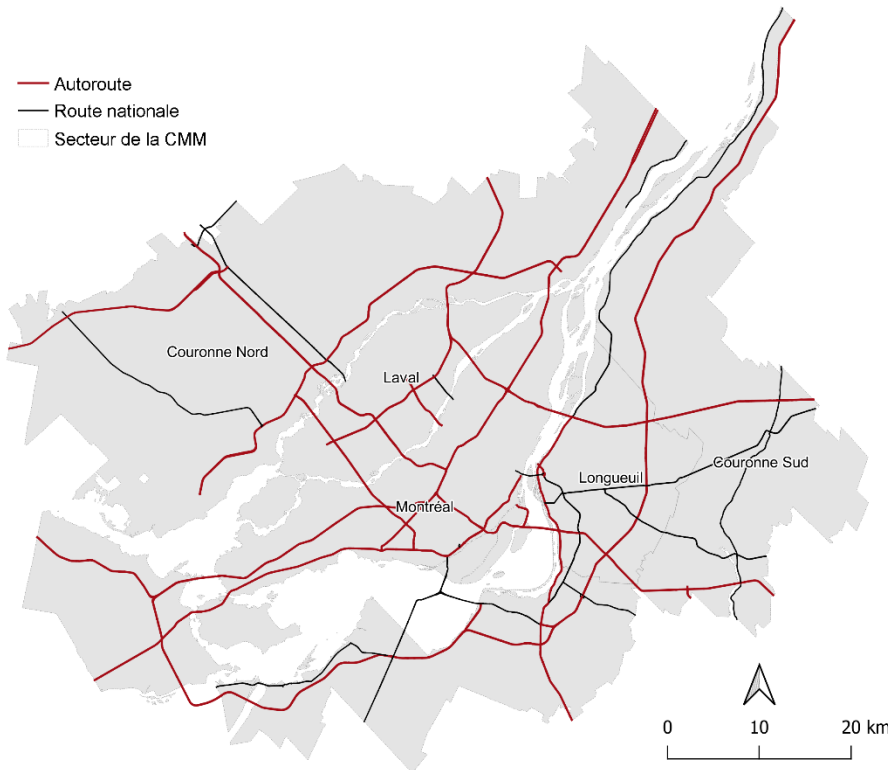 Autoroute
Route nationale
Secteur de la CMM
Couronne Nord
Laval
Couronne Sud
Longueuil
Montréal
0 10 20 km